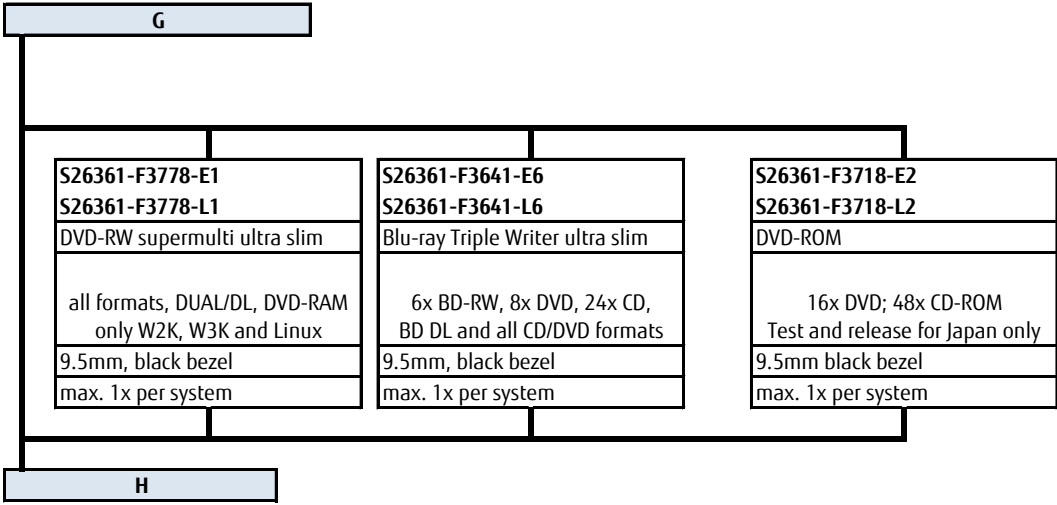 G
S26361-F3778-E1
S26361-F3778-L1
DVD-RW supermulti ultra slim
all formats, DUAL/DL, DVD-RAM
only W2K, W3K and Linux
9.5mm, black bezel
max. 1x per system
S26361-F3641-E6
S26361-F3641-L6
Blu-ray Triple Writer ultra slim
6x BD-RW, 8x DVD, 24x CD,
BD DL and all CD/DVD formats
9.5mm, black bezel
max. 1x per system
S26361-F3718-E2
S26361-F3718-L2
DVD-ROM
16x DVD; 48x CD-ROM
Test and release for Japan only
9.5mm black bezel
max. 1x per system
H